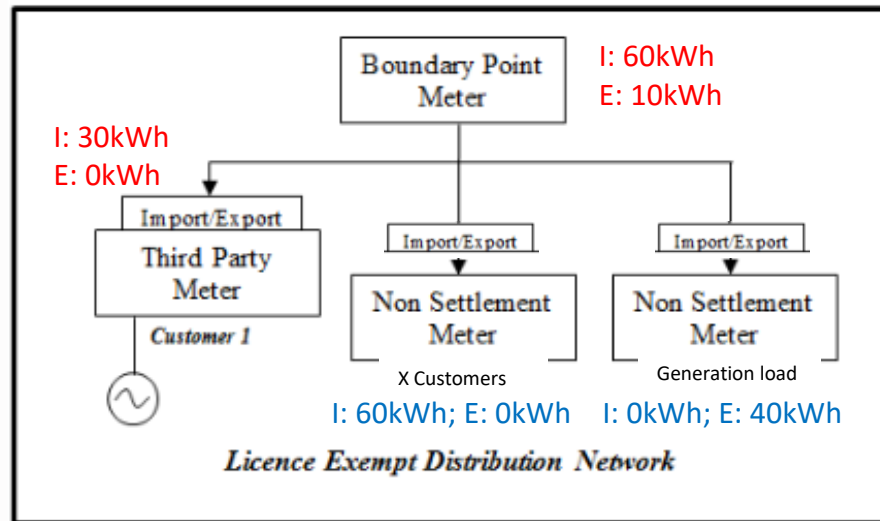 Boundary Point
Meter
I: 60kWh
E: 10kWh
I: 30kWh
E: 0kWh
Import/Export
Third Party
Meter
Customer 1
Import/Export
Non Settlement
Meter
X Customers
I: 60kWh; E: 0kWh
Import/Export
Non Settlement
Meter
Generation load
I: 0kWh; E: 40kWh
Licence Exempt Distribution Network